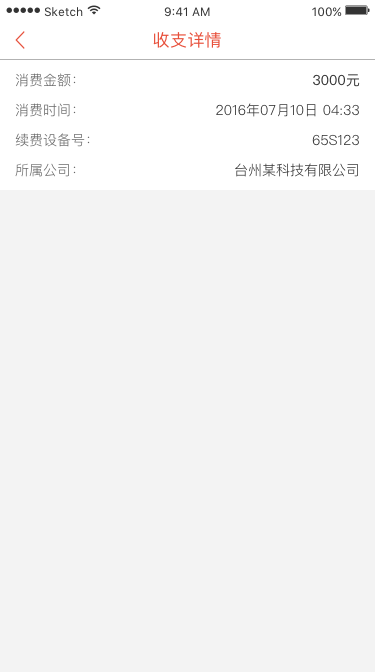 Sketch 9:41 AM 100%
收支详情
消费金额： 3000元
消费时间： 2016年07月10日 04:33
续费设备号： 65S123
所属公司： 台州某科技有限公司